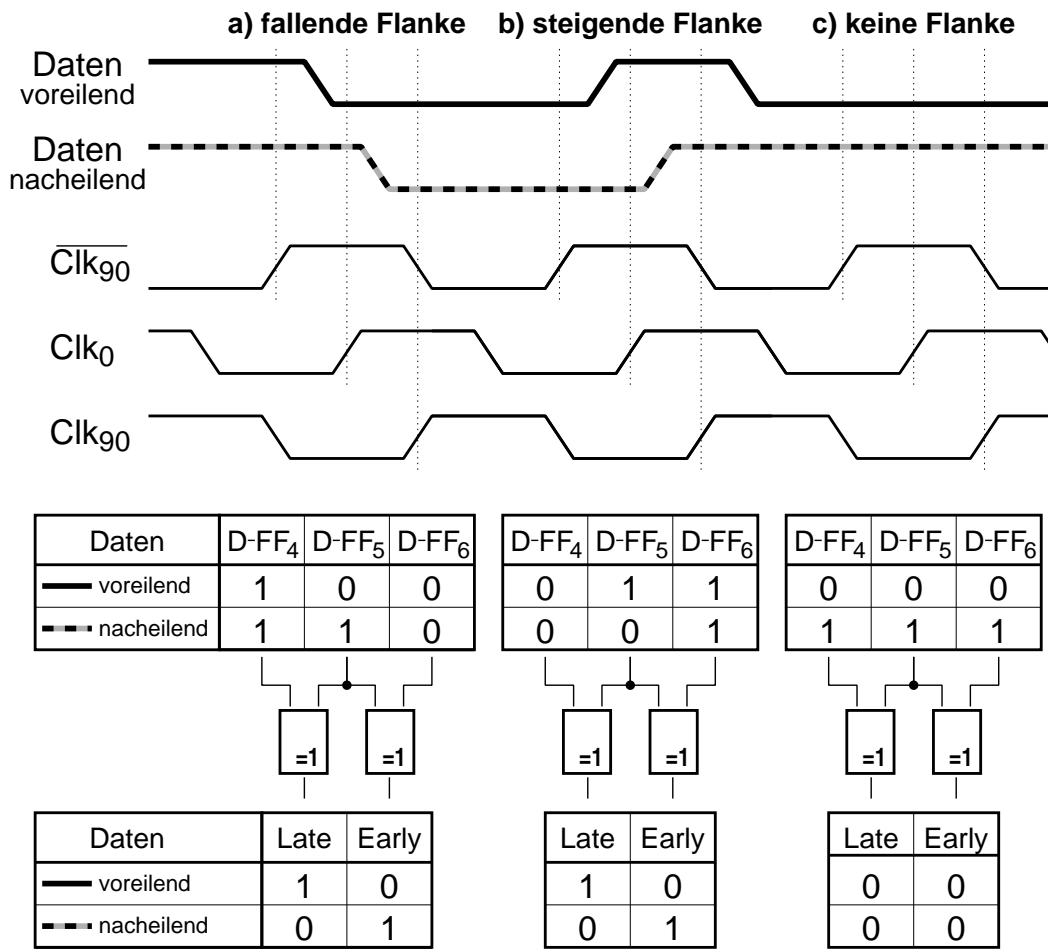 a) fallende Flanke b) steigende Flanke c) keine Flanke
Daten
voreilend
Daten
nacheilend
Clk90
Clk0
Clk90
Daten D-FF4 D-FF5 D-FF6 D-FF4 D-FF5 D-FF6 D-FF4 D-FF5 D-FF6
voreilend 1 0 0 0 1 1 0 0 0
nacheilend 1 1 0 0 0 1 1 1 1
=1 =1 =1 =1 =1 =1
Daten Late Early Late Early Late Early
voreilend 1 0 1 0 0 0
nacheilend 0 1 0 1 0 0